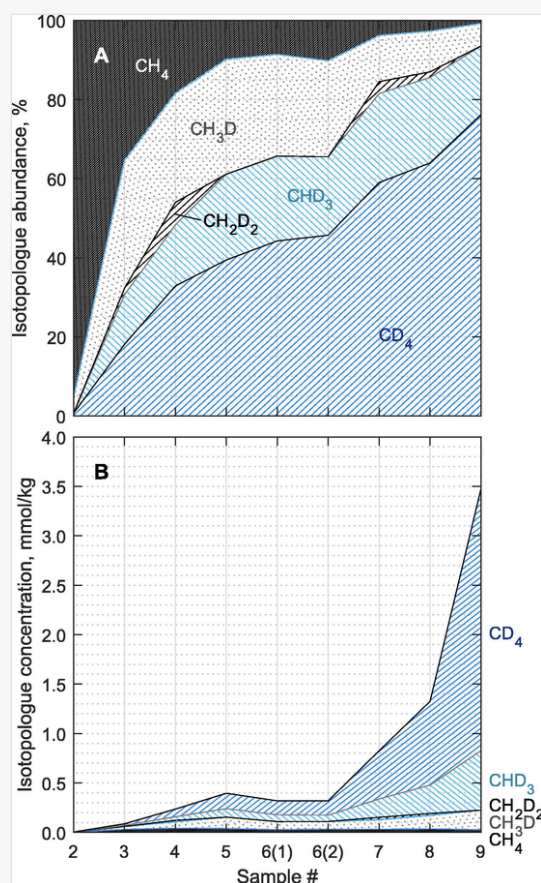 100
A
CH4
80
CH3D
60
CHD3
CH2D2
40
20
CD4
0
Isotopologue abundance, %
4.0
B
3.5
3.0
2.5
2.0
CD4
1.5
1.0
0.5
CHD3
CH2D2
CH3D
CH4
0.0
Isotopologue concentration, mmol/kg
2 3 4 5 6(1) 6(2) 7 8 9
Sample #